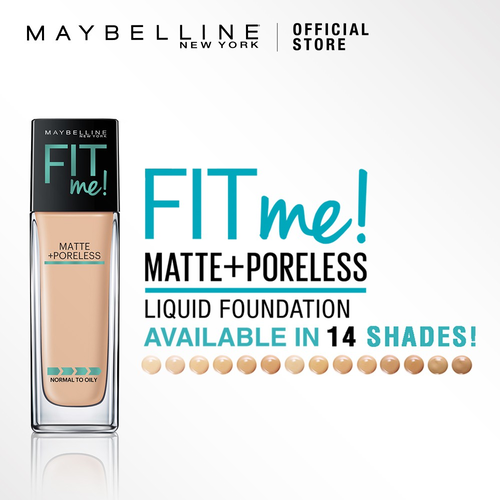 MAYBELLINE
NEW YORK
OFFICIAL
STORE
MAYBELLINE
NEW YORK
FIT
me!
MATTE
+PORELESS
NORMAL TO OILY
FIT me!
MATTE+PORELESS
LIQUID FOUNDATION
AVAILABLE IN 14 SHADES!